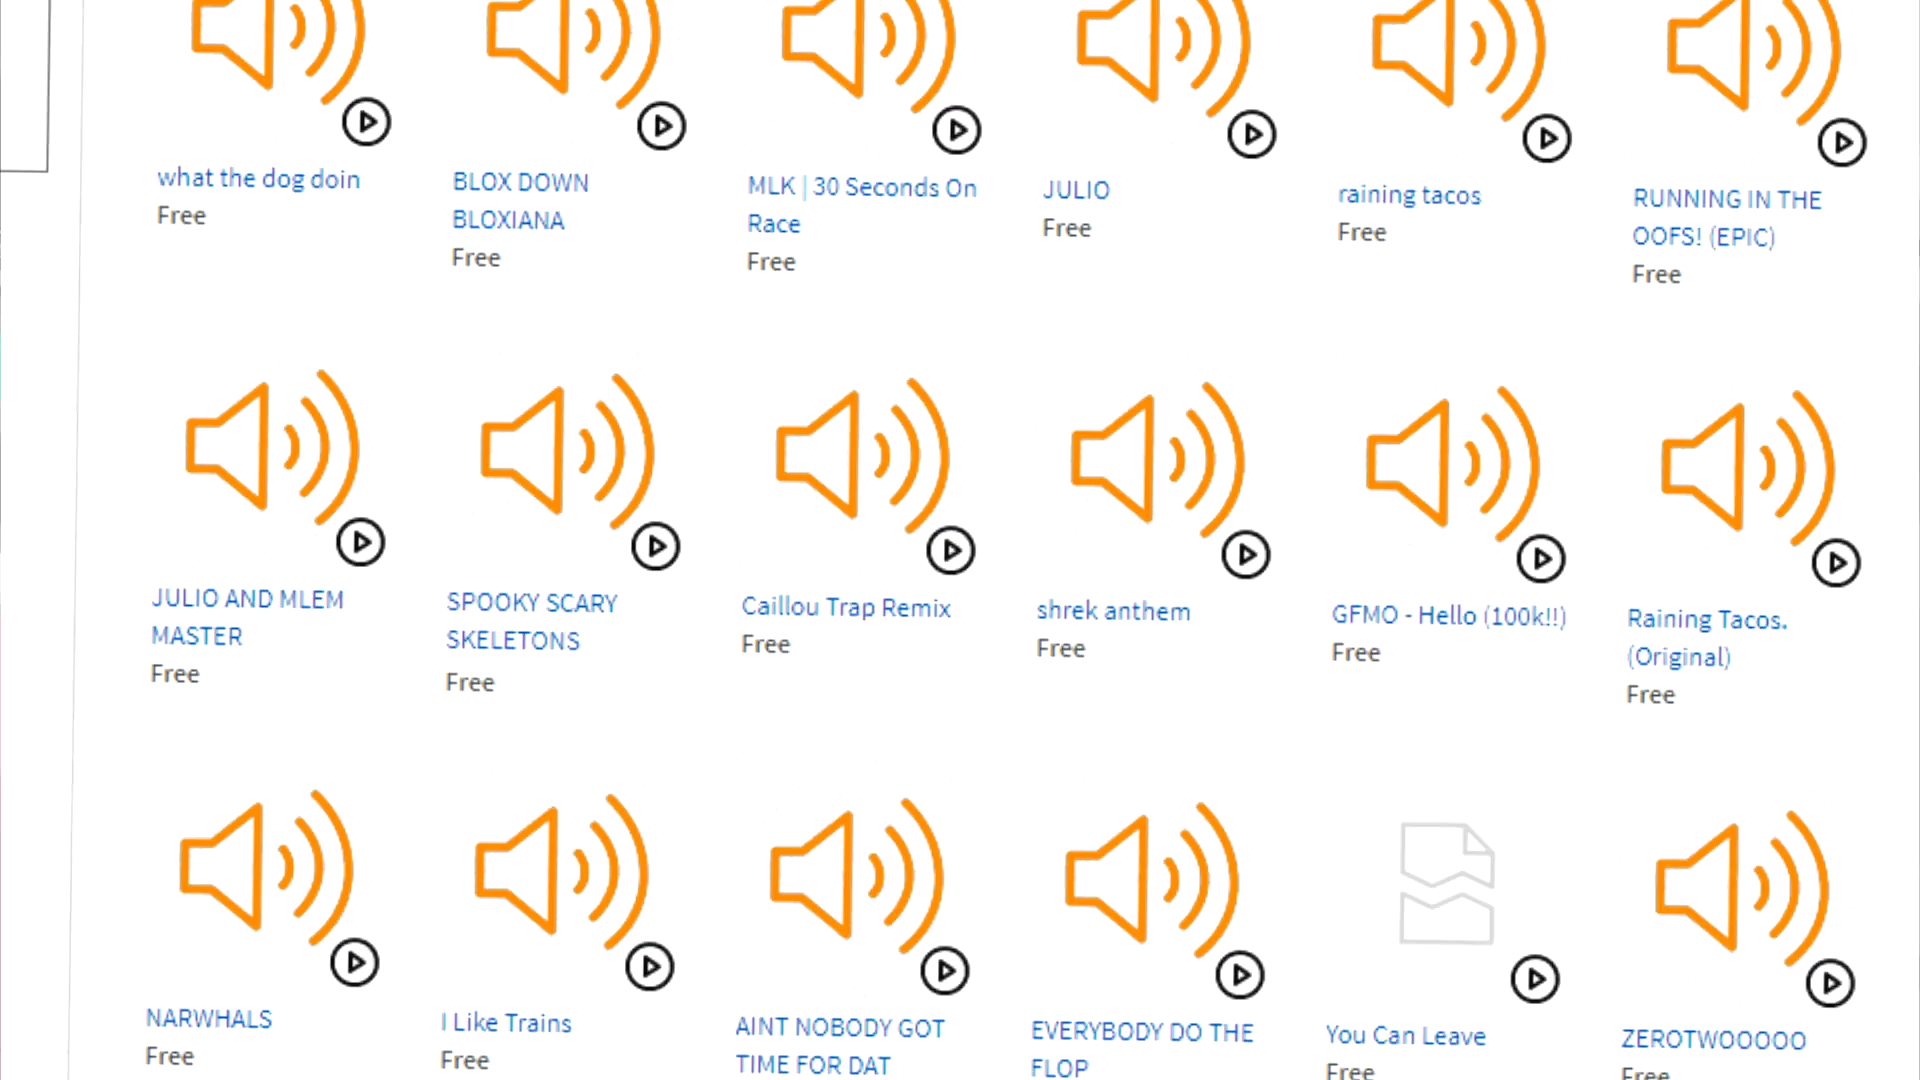 what the dog doin
Free
BLOX DOWN
BLOXIANA
Free
MLK | 30 Seconds On
Race
Free
JULIO
Free
raining tacos
Free
RUNNING IN THE
OOFS! (EPIC)
Free
JULIO AND MLEM
MASTER
Free
SPOOKY SCARY
SKELETONS
Free
Caillou Trap Remix
Free
shrek anthem
Free
GFMO - Hello (100k!!)
Free
Raining Tacos.
(Original)
Free
NARWHALS
Free
I Like Trains
Free
AINT NOBODY GOT
TIME FOR DAT
EVERYBODY DO THE
FLOP
You Can Leave
Free
ZEROTWOOOOO
Free